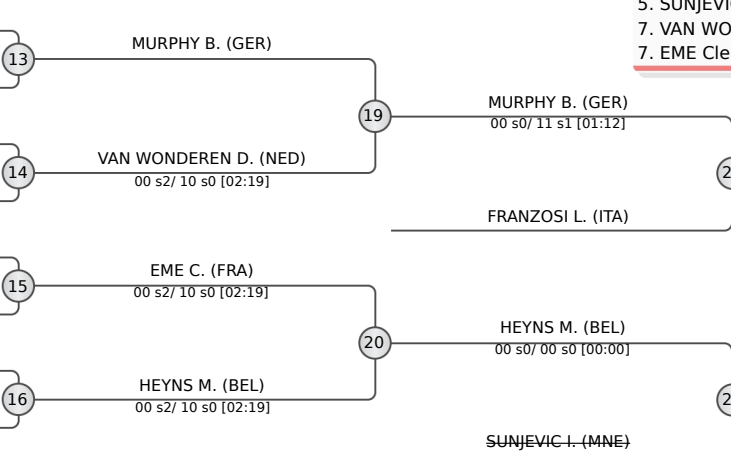 5. SUNJEVIC
7. VAN WO
7. EME Cle
13
MURPHY B. (GER)
19
MURPHY B. (GER)
00 s0/ 11 s1 [01:12]
14
VAN WONDEREN D. (NED)
00 s2/ 10 s0 [02:19]
2
FRANZOSI L. (ITA)
15
EME C. (FRA)
00 s2/ 10 s0 [02:19]
20
HEYNS M. (BEL)
00 s0/ 00 s0 [00:00]
16
HEYNS M. (BEL)
00 s2/ 10 s0 [02:19]
2
SUNJEVIC I. (MNE)